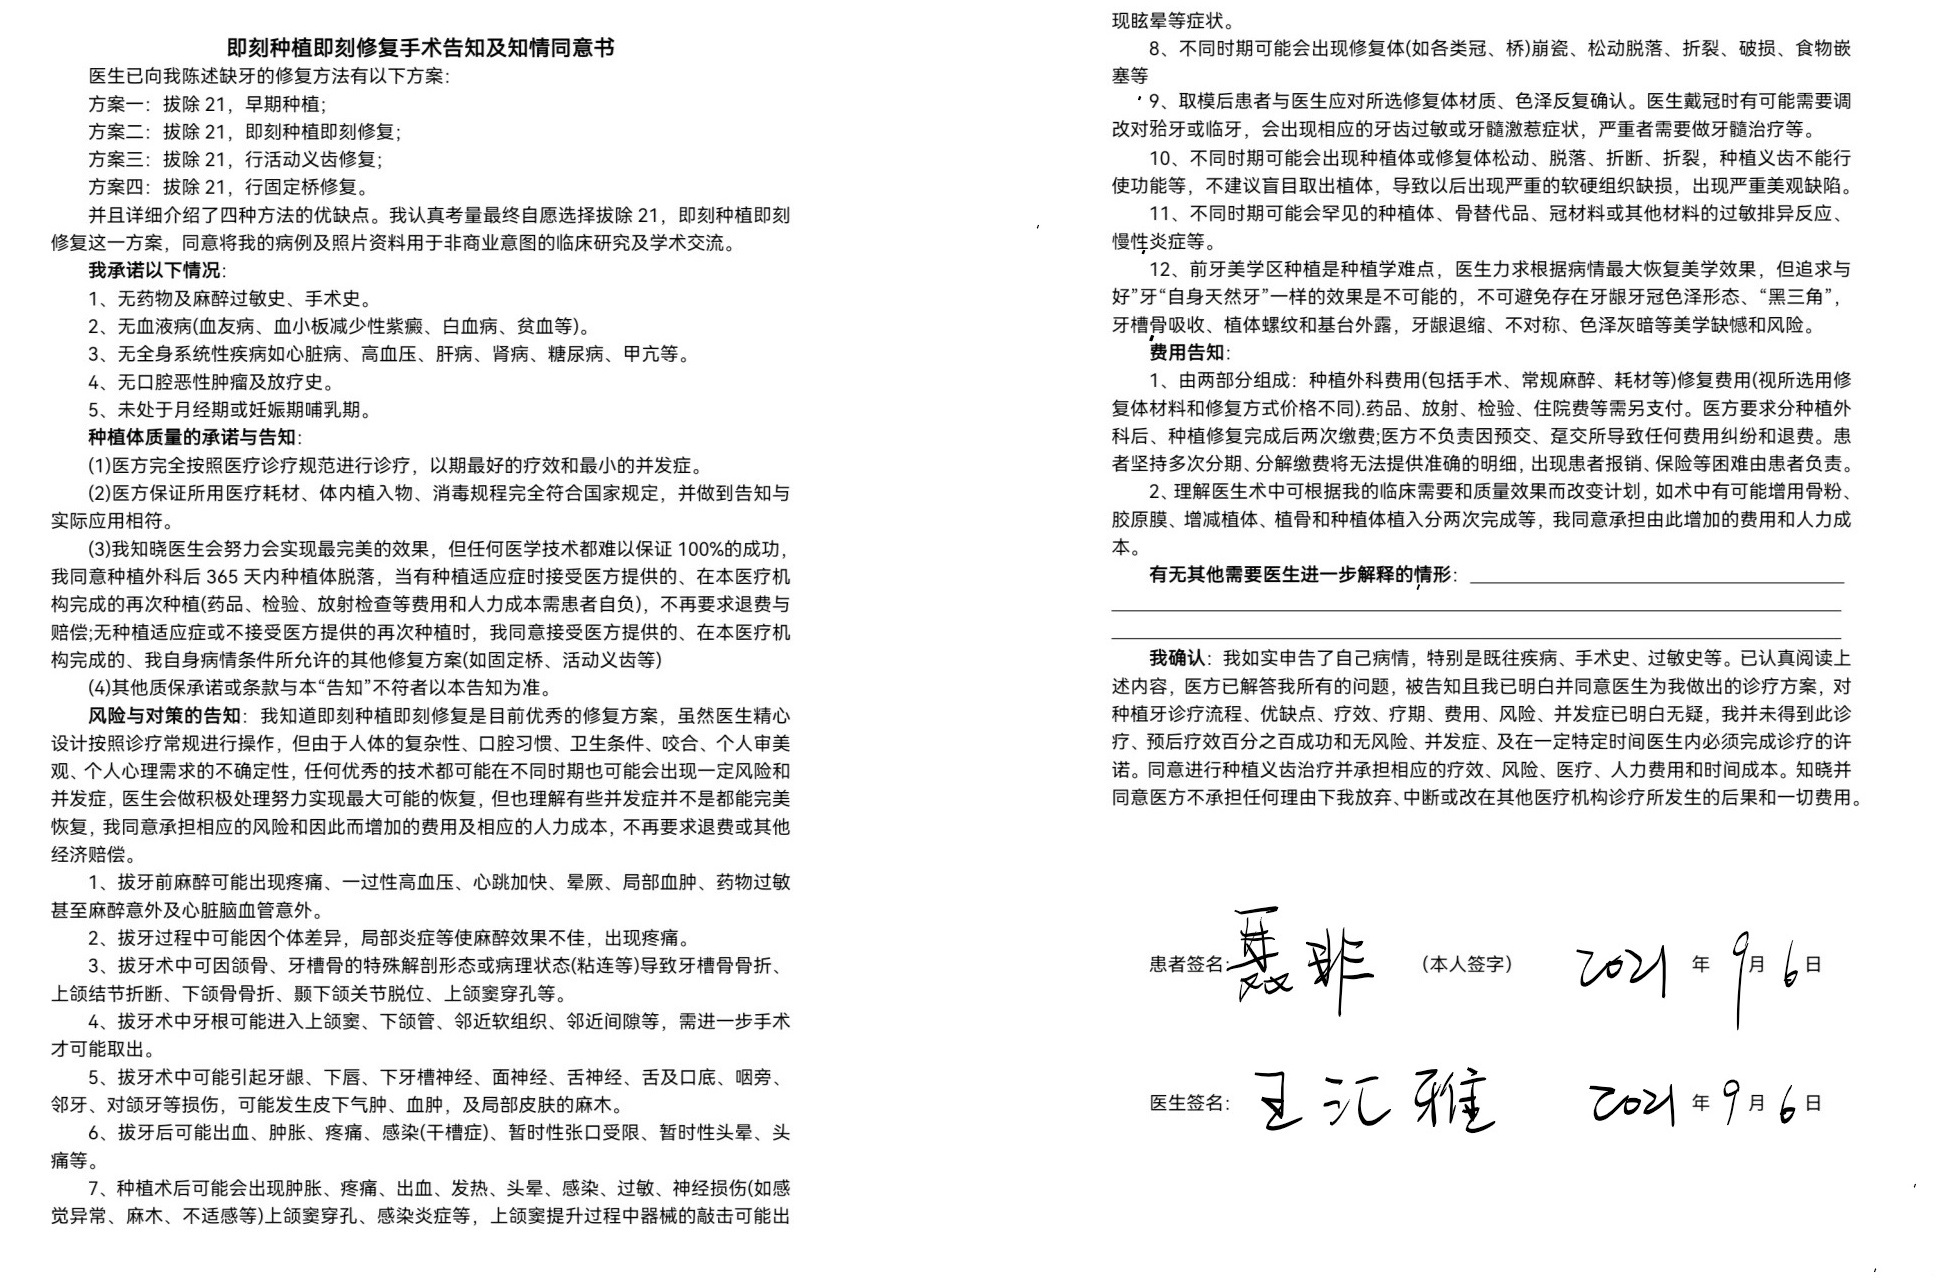 即刻种植即刻修复手术告知及知情同意书
医生已向我陈述缺牙的修复方法有以下方案：
方案一：拔除 21，早期种植;
方案二：拔除 21，即刻种植即刻修复;
方案三：拔除 21，行活动义齿修复;
方案四：拔除 21，行固定桥修复。
并且详细介绍了四种方法的优缺点。我认真考量最终自愿选择拔除 21，即刻种植即刻
修复这一方案，同意将我的病例及照片资料用于非商业意图的临床研究及学术交流。
我承诺以下情况：
1、无药物及麻醉过敏史、手术史。
2、无血液病(血友病、血小板减少性紫癜、白血病、贫血等)。
3、无全身系统性疾病如心脏病、高血压、肝病、肾病、糖尿病、甲亢等。
4、无口腔恶性肿瘤及放疗史。
5、未处于月经期或妊娠期哺乳期。
种植体质量的承诺与告知：
(1)医方完全按照医疗诊疗规范进行诊疗，以期最好的疗效和最小的并发症。
(2)医方保证所用医疗耗材、体内植入物、消毒规程完全符合国家规定，并做到告知与
实际应用相符。
(3)我知晓医生会努力会实现最完美的效果，但任何医学技术都难以保证 100%的成功，
我同意种植外科后 365 天内种植体脱落，当有种植适应症时接受医方提供的、在本医疗机
构完成的再次种植(药品、检验、放射检查等费用和人力成本需患者自负)，不再要求退费与
赔偿;无种植适应症或不接受医方提供的再次种植时，我同意接受医方提供的、在本医疗机
构完成的、我自身病情条件所允许的其他修复方案(如固定桥、活动义齿等)
(4)其他质保承诺或条款与本“告知”不符者以本告知为准。
风险与对策的告知：我知道即刻种植即刻修复是目前优秀的修复方案，虽然医生精心
设计按照诊疗常规进行操作，但由于人体的复杂性、口腔习惯、卫生条件、咬合、个人审美
观、个人心理需求的不确定性，任何优秀的技术都可能在不同时期也可能会出现一定风险和
并发症，医生会做积极处理努力实现最大可能的恢复，但也理解有些并发症并不是都能完美
恢复，我同意承担相应的风险和因此而增加的费用及相应的人力成本，不再要求退费或其他
经济赔偿。
1、拔牙前麻醉可能出现疼痛、一过性高血压、心跳加快、晕厥、局部血肿、药物过敏
甚至麻醉意外及心脏脑血管意外。
2、拔牙过程中可能因个体差异，局部炎症等使麻醉效果不佳，出现疼痛。
3、拔牙术中可因颌骨、牙槽骨的特殊解剖形态或病理状态(粘连等)导致牙槽骨骨折、
上颌结节折断、下颌骨骨折、颞下颌关节脱位、上颌窦穿孔等。
4、拔牙术中牙根可能进入上颌窦、下颌管、邻近软组织、邻近间隙等，需进一步手术
才可能取出。
5、拔牙术中可能引起牙龈、下唇、下牙槽神经、面神经、舌神经、舌及口底、咽旁、
邻牙、对颌牙等损伤，可能发生皮下气肿、血肿，及局部皮肤的麻木。
6、拔牙后可能出血、肿胀、疼痛、感染(干槽症)、暂时性张口受限、暂时性头晕、头
痛等。
7、种植术后可能会出现肿胀、疼痛、出血、发热、头晕、感染、过敏、神经损伤(如感
觉异常、麻木、不适感等)上颌窦穿孔、感染炎症等，上颌窦提升过程中器械的敲击可能出
现眩晕等症状。
8、不同时期可能会出现修复体(如各类冠、桥)崩瓷、松动脱落、折裂、破损、食物嵌
塞等
9、取模后患者与医生应对所选修复体材质、色泽反复确认。医生戴冠时有可能需要调
改对𬌗牙或临牙，会出现相应的牙齿过敏或牙髓激惹症状，严重者需要做牙髓治疗等。
10、不同时期可能会出现种植体或修复体松动、脱落、折断、折裂，种植义齿不能行
使功能等，不建议盲目取出植体，导致以后出现严重的软硬组织缺损，出现严重美观缺陷。
11、不同时期可能会罕见的种植体、骨替代品、冠材料或其他材料的过敏排异反应、
慢性炎症等。
12、前牙美学区种植是种植学难点，医生力求根据病情最大恢复美学效果，但追求与
好”牙“自身天然牙”一样的效果是不可能的，不可避免存在牙龈牙冠色泽形态、“黑三角”，
牙槽骨吸收、植体螺纹和基台外露，牙龈退缩、不对称、色泽灰暗等美学缺憾和风险。
费用告知：
1、由两部分组成：种植外科费用(包括手术、常规麻醉、耗材等)修复费用(视所选用修
复体材料和修复方式价格不同).药品、放射、检验、住院费等需另支付。医方要求分种植外
科后、种植修复完成后两次缴费;医方不负责因预交、趸交所导致任何费用纠纷和退费。患
者坚持多次分期、分解缴费将无法提供准确的明细，出现患者报销、保险等困难由患者负责。
2、理解医生术中可根据我的临床需要和质量效果而改变计划，如术中有可能增用骨粉、
胶原膜、增减植体、植骨和种植体植入分两次完成等，我同意承担由此增加的费用和人力成
本。
有无其他需要医生进一步解释的情形：
我确认：我如实申告了自己病情，特别是既往疾病、手术史、过敏史等。已认真阅读上
述内容，医方已解答我所有的问题，被告知且我已明白并同意医生为我做出的诊疗方案，对
种植牙诊疗流程、优缺点、疗效、疗期、费用、风险、并发症已明白无疑，我并未得到此诊
疗、预后疗效百分之百成功和无风险、并发症、及在一定特定时间医生内必须完成诊疗的许
诺。同意进行种植义齿治疗并承担相应的疗效、风险、医疗、人力费用和时间成本。知晓并
同意医方不承担任何理由下我放弃、中断或改在其他医疗机构诊疗所发生的后果和一切费用。
患者签名：聂非 （本人签字） 2021 年 9月 6日
医生签名：王汇雅 2021 年 9月 6日